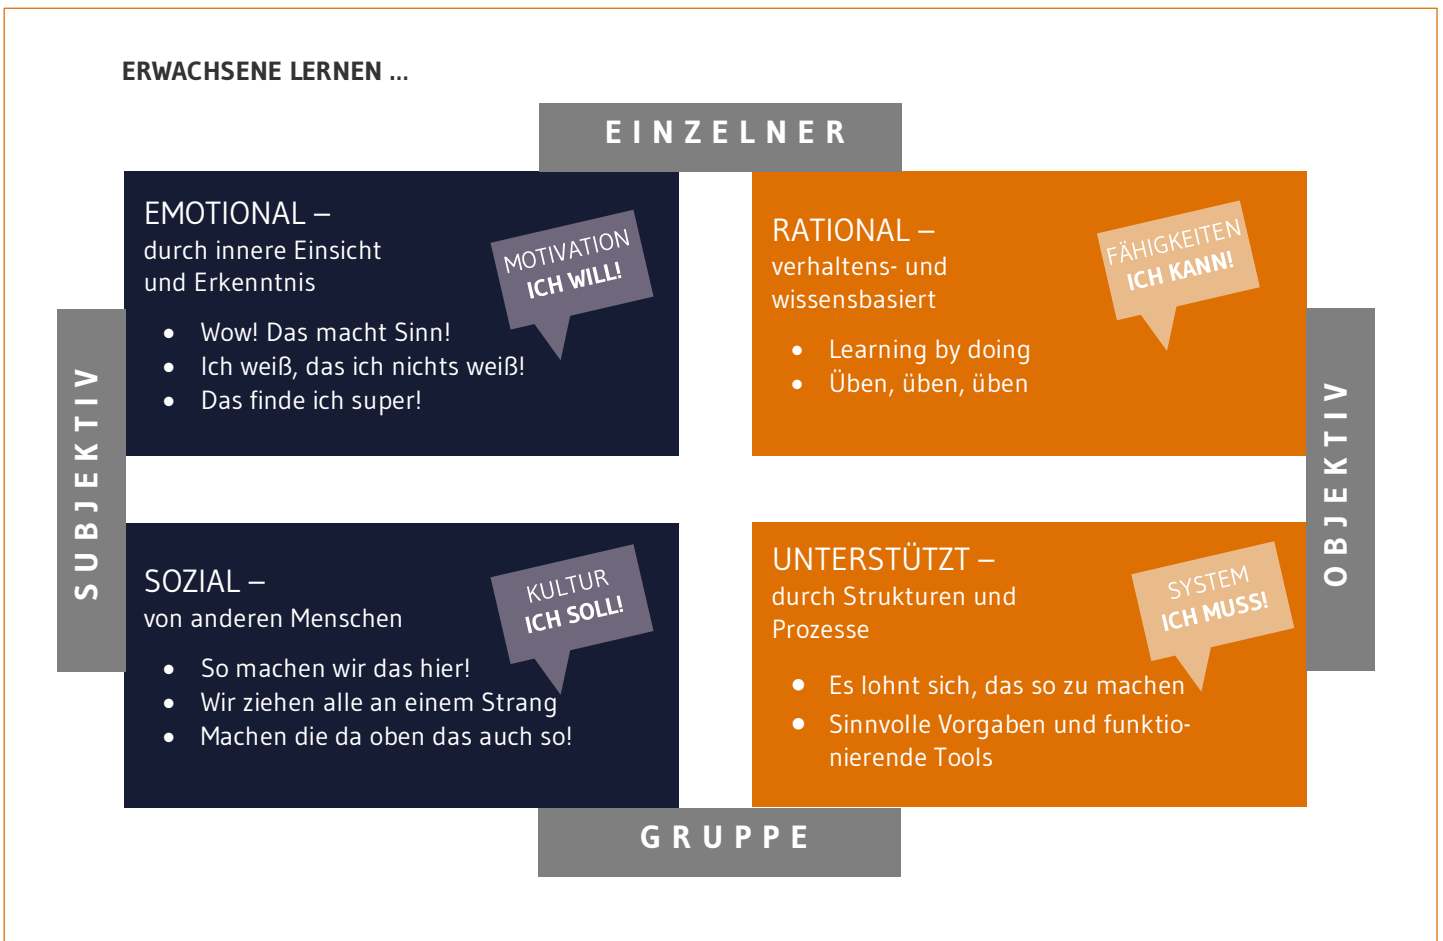 ERWACHSENE LERNEN ...
EINZELNER
EMOTIONAL –
durch innere Einsicht
und Erkenntnis
MOTIVATION
ICH WILL!
• Wow! Das macht Sinn!
• Ich weiß, das ich nichts weiß!
• Das finde ich super!
RATIONAL –
verhaltens- und
wissensbasiert
FÄHIGKEITEN
ICH KANN!
• Learning by doing
• Üben, üben, üben
SUBJEKTIV
OBJEKTIV
SOZIAL –
von anderen Menschen
KULTUR
ICH SOLL!
• So machen wir das hier!
• Wir ziehen alle an einem Strang
• Machen die da oben das auch so!
UNTERSTÜTZT –
durch Strukturen und
Prozesse
SYSTEM
ICH MUSS!
• Es lohnt sich, das so zu machen
• Sinnvolle Vorgaben und funktio-
nierende Tools
GRUPPE